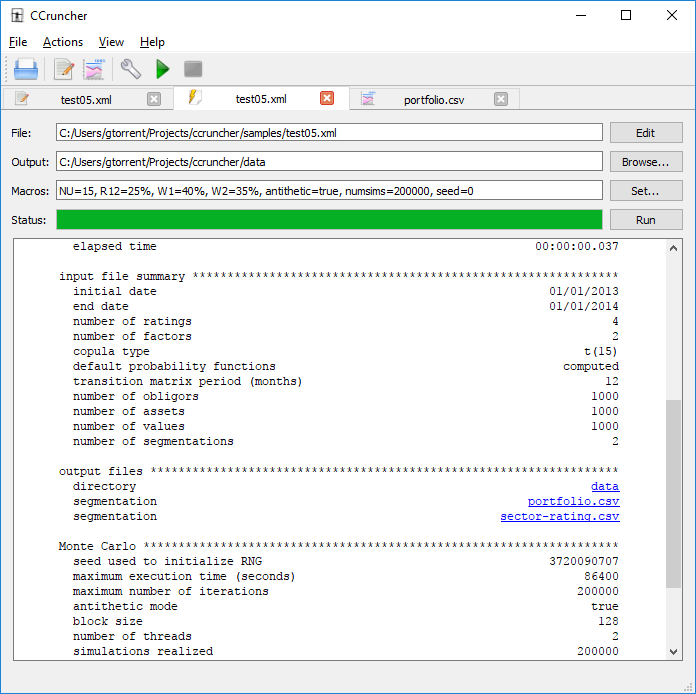 CCruncher
File Actions View Help
test05.xml test05.xml portfolio.csv
File: C:/Users/gtorrent/Projects/ccruncher/samples/test05.xml Edit
Output: C:/Users/gtorrent/Projects/ccruncher/data Browse...
Macros: NU=15, R12=25%, W1=40%, W2=35%, antithetic=true, numsims=200000, seed=0 Set...
Status: Run
elapsed time 00:00:00.037
input file summary *************************************************************
initial date 01/01/2013
end date 01/01/2014
number of ratings 4
number of factors 2
copula type t(15)
default probability functions computed
transition matrix period (months) 12
number of obligors 1000
number of assets 1000
number of values 1000
number of segmentations 2
output files *******************************************************************
directory data
segmentation portfolio.csv
segmentation sector-rating.csv
Monte Carlo ********************************************************************
seed used to initialize RNG 3720090707
maximum execution time (seconds) 86400
maximum number of iterations 200000
antithetic mode true
block size 128
number of threads 2
simulations realized 200000